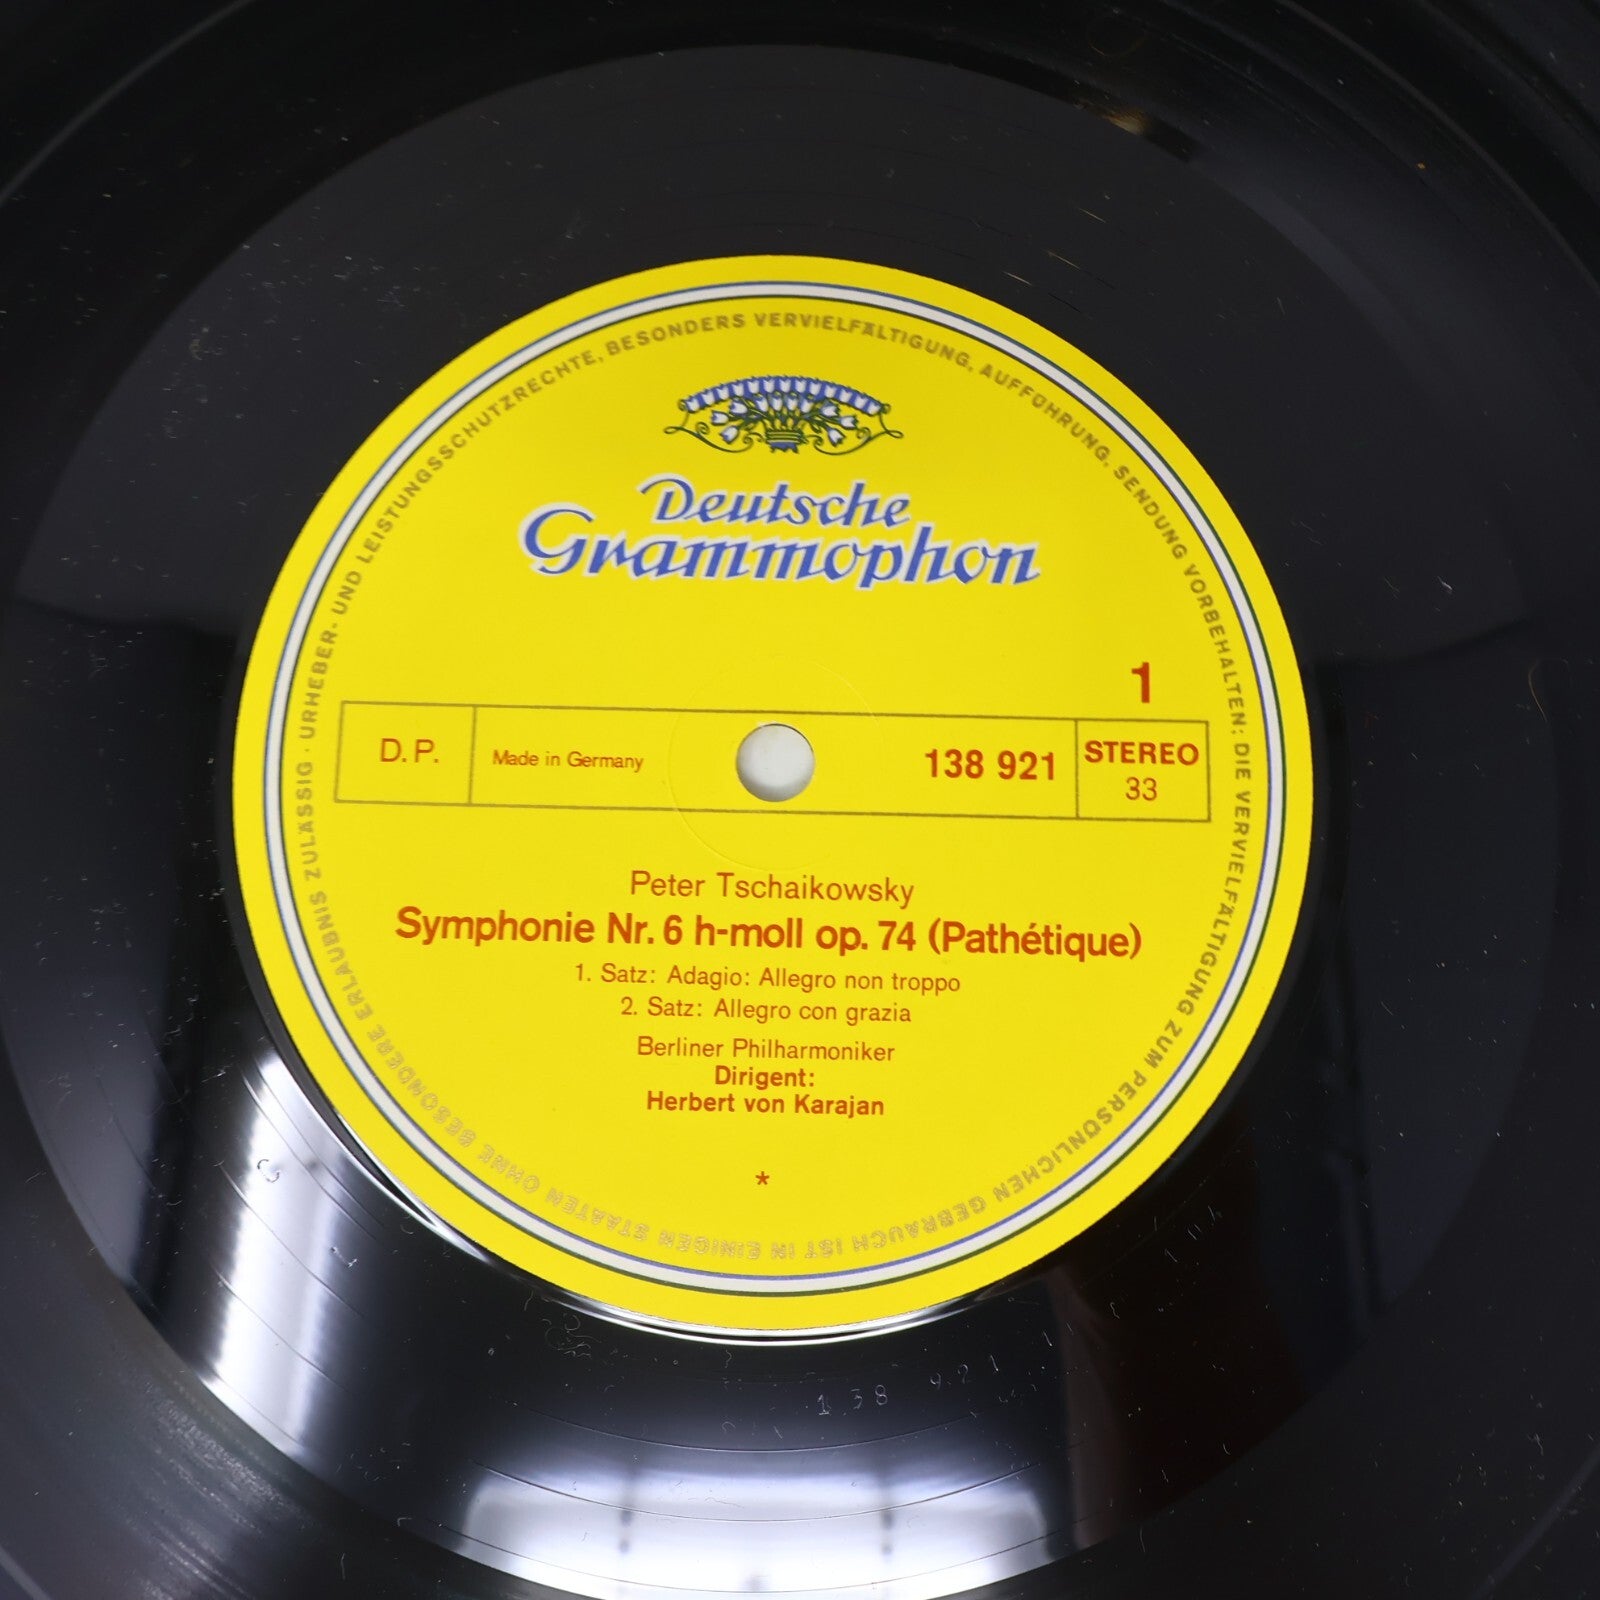 URHEBER- UND LEISTUNGSSCHUTZRECHTE, BESONDERS VERVIELFÄLTIGUNG, AUFFÜHRUNG, SENDUNG VORBEHALTEN; DIE VERVIELFÄLTIGUNG ZUM PERSÖNLICHEN GEBRAUCH IST IN EINIGEN STAATEN OHNE BESONDERE ERLAUBNIS ZULÄSSIG ·
Deutsche
Grammophon
1
D.P.
Made in Germany
138 921
STEREO
33
Peter Tschaikowsky
Symphonie Nr. 6 h-moll op. 74 (Pathétique)
1. Satz: Adagio: Allegro non troppo
2. Satz: Allegro con grazia
Berliner Philharmoniker
Dirigent:
Herbert von Karajan
*
138 921